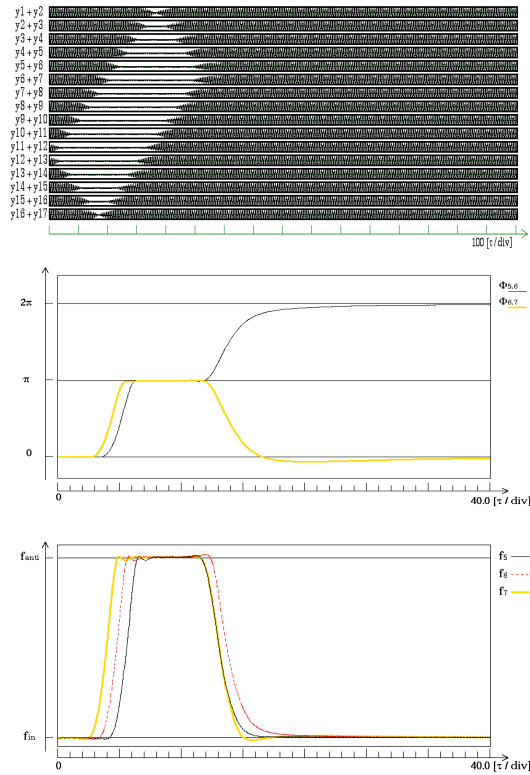 y1 + y2
y2 + y3
y3 + y4
y4 + y5
y5 + y6
y6 + y7
y7 + y8
y8 + y9
y9 + y10
y10 + y11
y11 + y12
y12 + y13
y13 + y14
y14 + y15
y15 + y16
y16 + y17
100 [τ/div]
Φ5,6
Φ6,7
2π
π
0
0 40.0 [τ / div]
fanti
f5
f6
f7
fin
0 40.0 [τ / div]